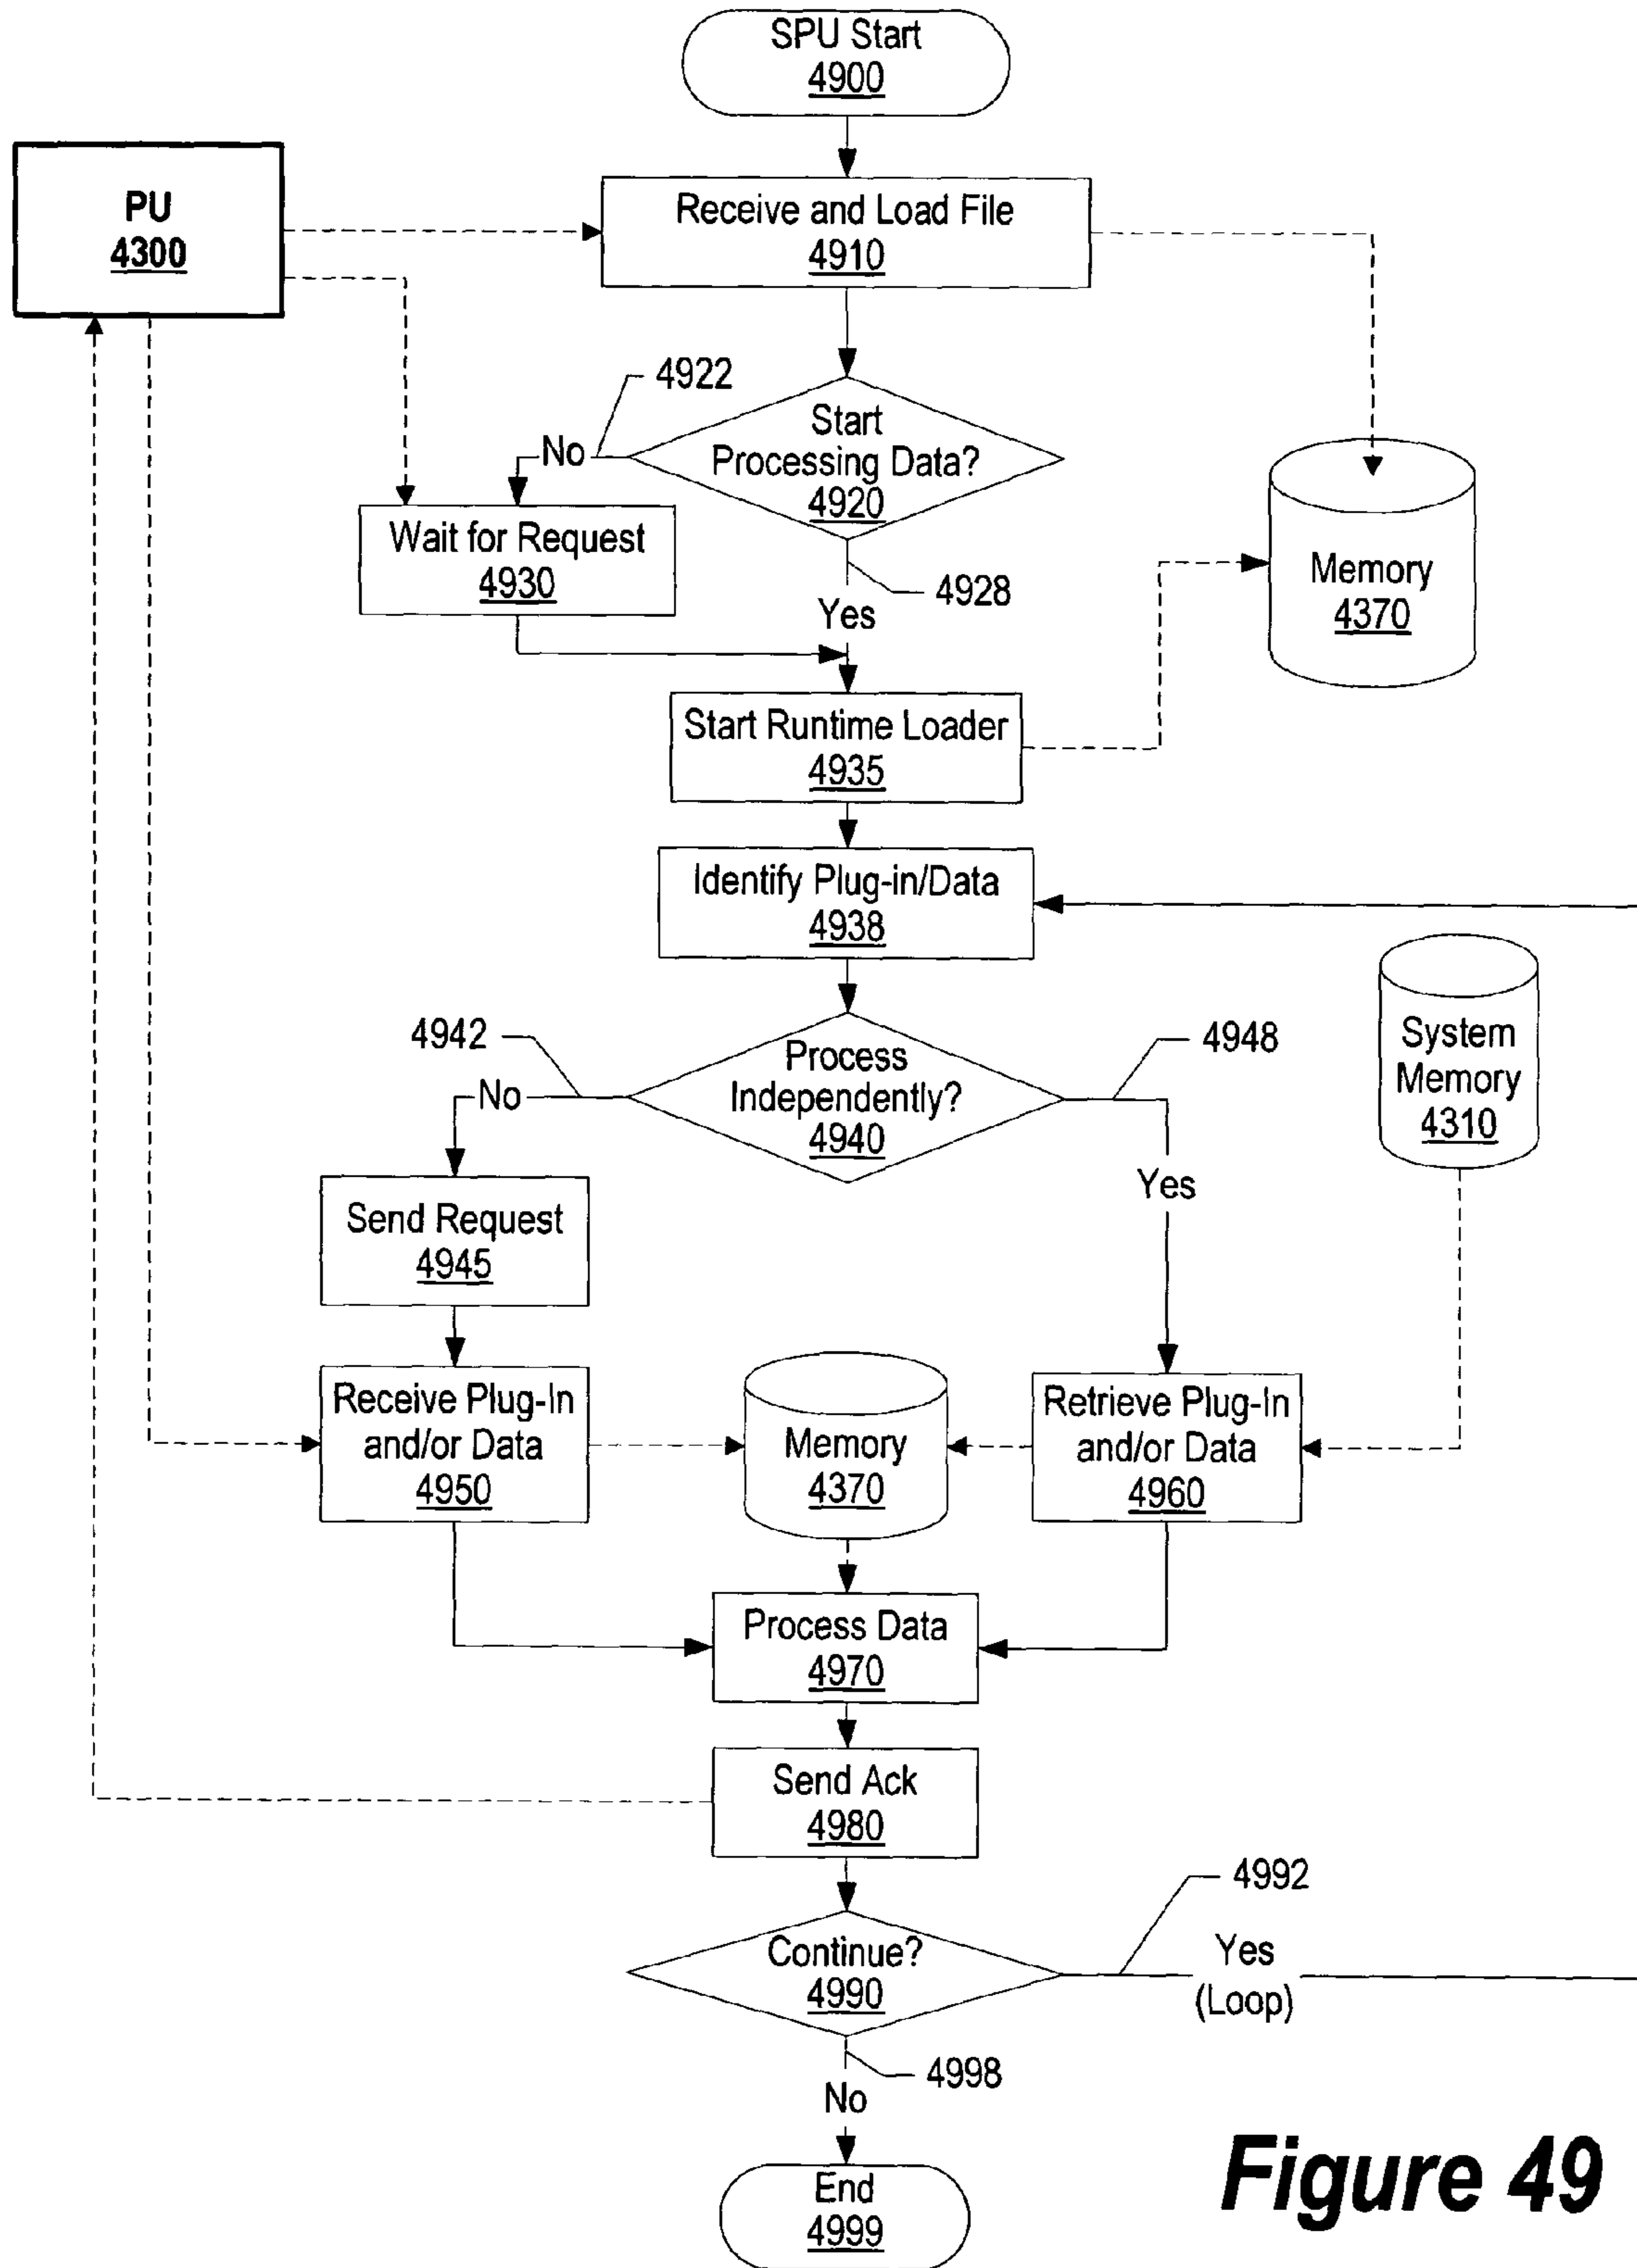 SPU Start
4900
PU
4300
Receive and Load File
4910
4922
Start
Processing Data?
4920
No
Wait for Request
4930
4928
Yes
Memory
4370
Start Runtime Loader
4935
Identify Plug-in/Data
4938
4942
Process
Independently?
4940
4948
System
Memory
4310
No
Yes
Send Request
4945
Receive Plug-In
and/or Data
4950
Memory
4370
Retrieve Plug-In
and/or Data
4960
Process Data
4970
Send Ack
4980
4992
Continue?
4990
Yes
(Loop)
4998
No
End
4999
Figure 49